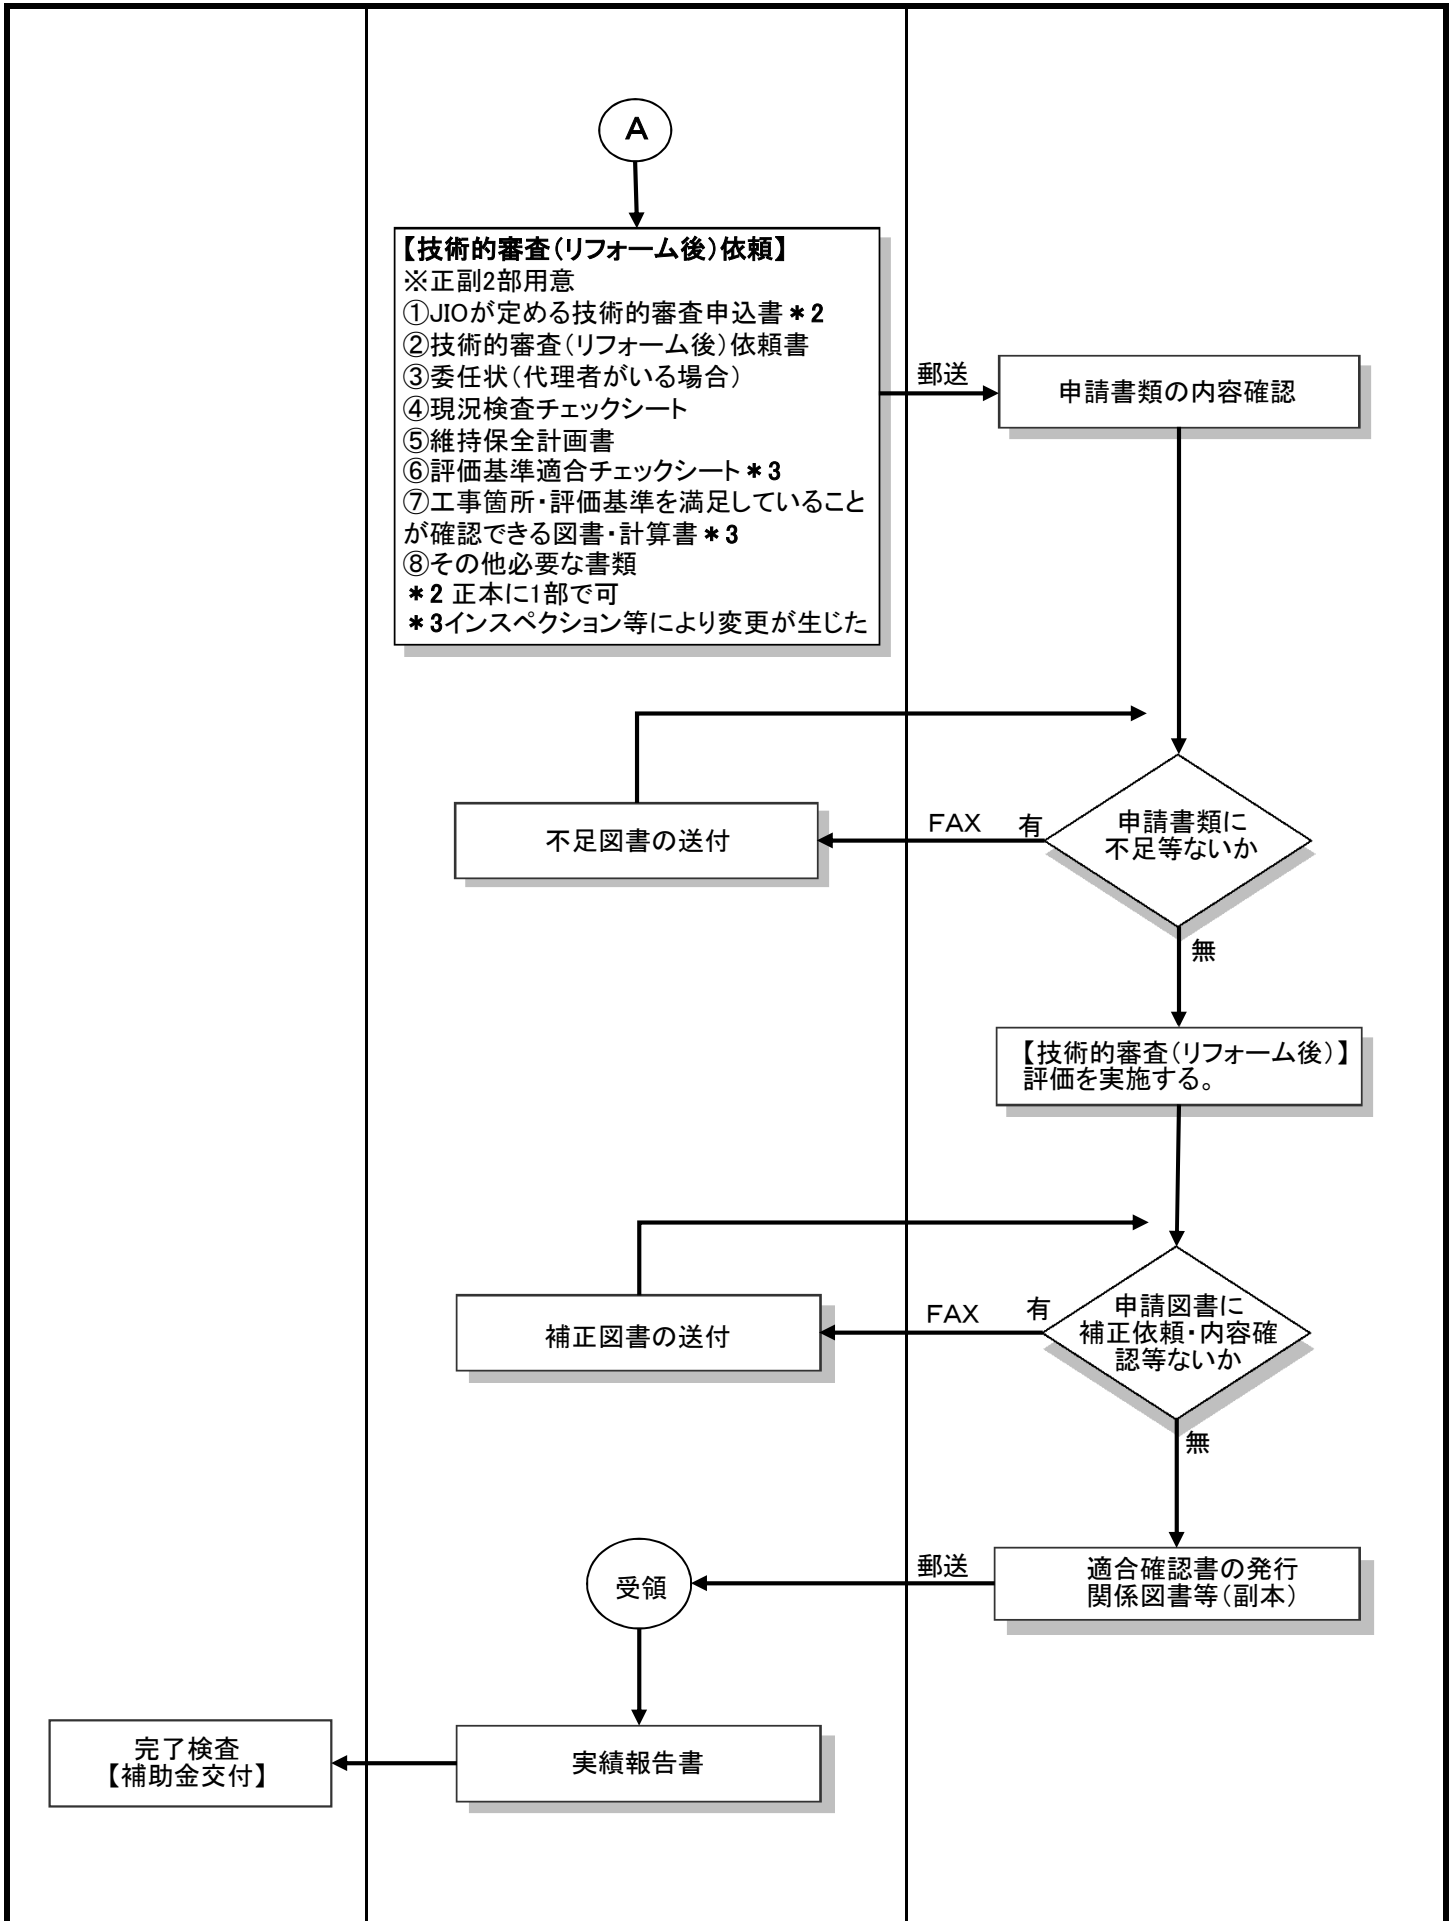 A
【技術的審査(リフォーム後)依頼】
※正副2部用意
①JIOが定める技術的審査申込書＊2
②技術的審査(リフォーム後)依頼書
③委任状(代理者がいる場合)
④現況検査チェックシート
⑤維持保全計画書
⑥評価基準適合チェックシート＊3
⑦工事箇所・評価基準を満足していること
が確認できる図書・計算書＊3
⑧その他必要な書類
＊2 正本に1部で可
＊3インスペクション等により変更が生じた
郵送
申請書類の内容確認
申請書類に
不足等ないか
有
FAX
不足図書の送付
無
【技術的審査(リフォーム後)】
評価を実施する。
申請図書に
補正依頼・内容確
認等ないか
有
FAX
補正図書の送付
無
適合確認書の発行
関係図書等(副本)
郵送
受領
実績報告書
完了検査
【補助金交付】